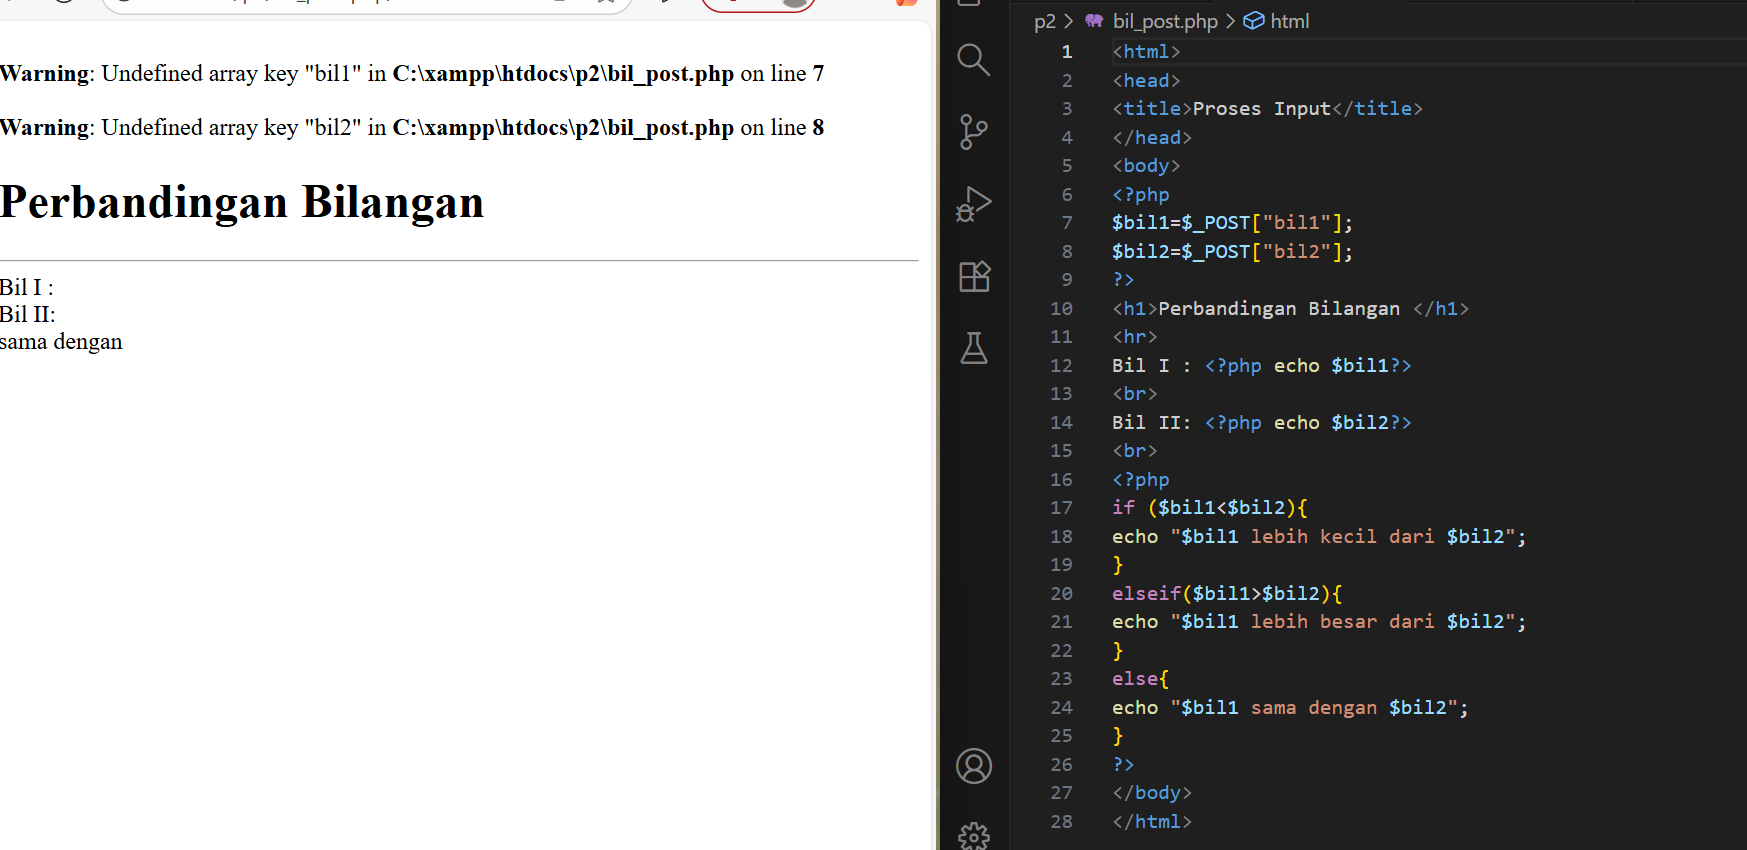 Warning: Undefined array key "bil1" in C:\xampp\htdocs\p2\bil_post.php on line 7
Warning: Undefined array key "bil2" in C:\xampp\htdocs\p2\bil_post.php on line 8
Perbandingan Bilangan
Bil I :
Bil II:
sama dengan
p2 > bil_post.php > html
1 <html>
2 <head>
3 <title>Proses Input</title>
4 </head>
5 <body>
6 <?php
7 $bil1=$_POST["bil1"];
8 $bil2=$_POST["bil2"];
9 ?>
10 <h1>Perbandingan Bilangan </h1>
11 <hr>
12 Bil I : <?php echo $bil1?>
13 <br>
14 Bil II: <?php echo $bil2?>
15 <br>
16 <?php
17 if ($bil1<$bil2){
18 echo "$bil1 lebih kecil dari $bil2";
19 }
20 elseif($bil1>$bil2){
21 echo "$bil1 lebih besar dari $bil2";
22 }
23 else{
24 echo "$bil1 sama dengan $bil2";
25 }
26 ?>
27 </body>
28 </html>